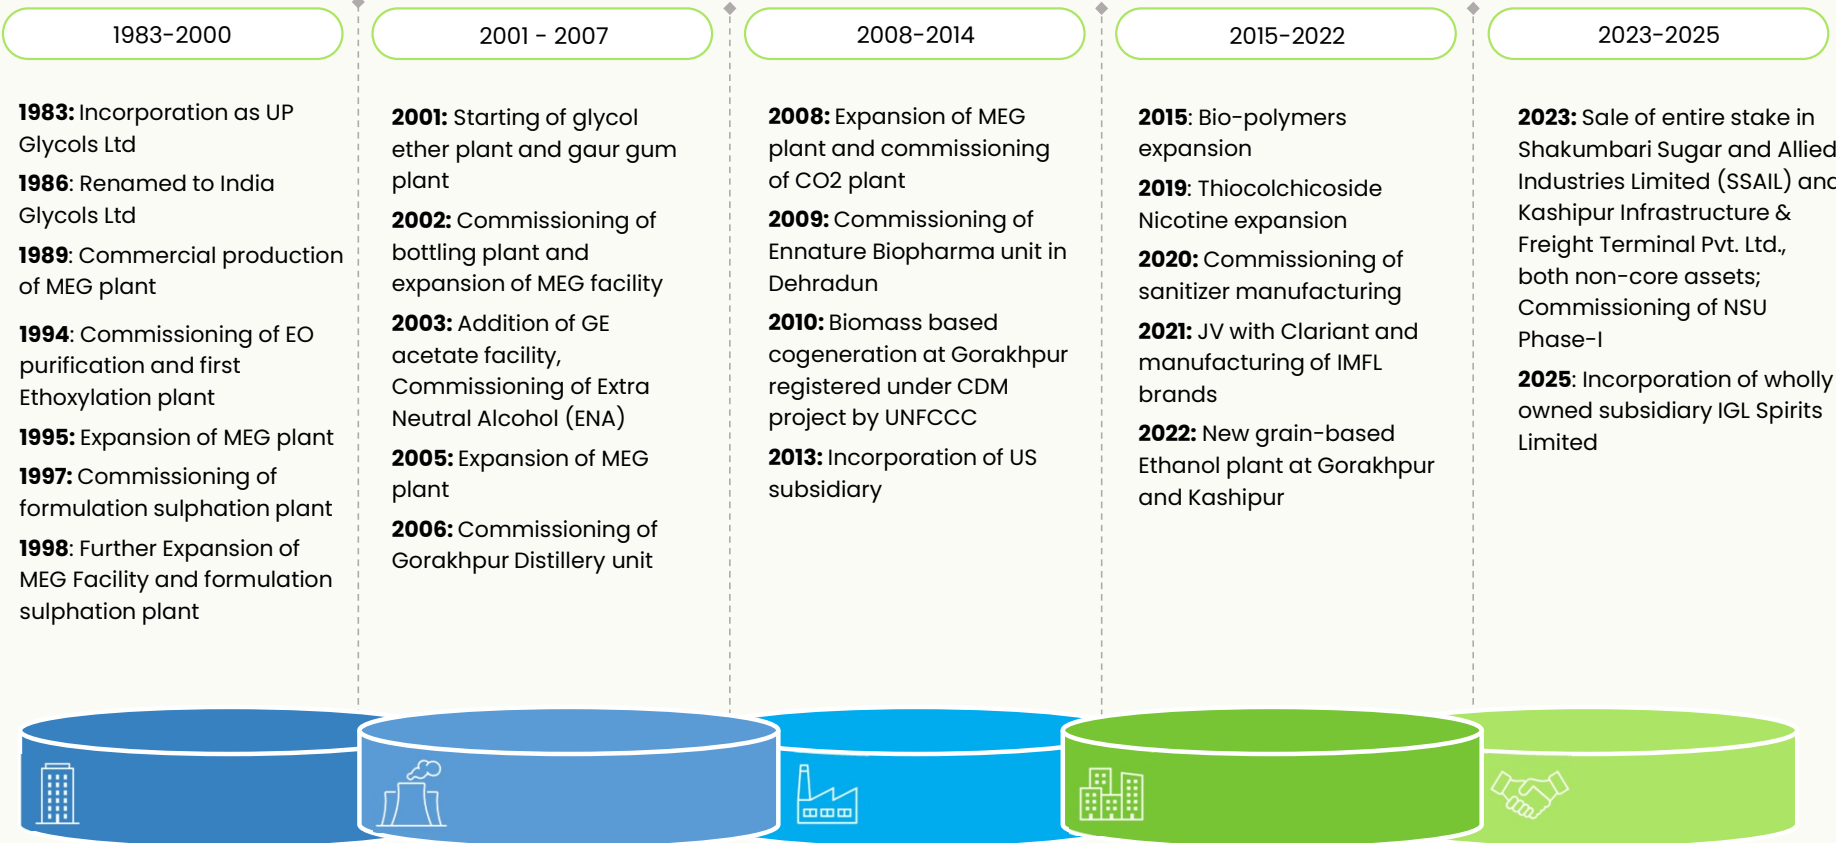 1983-2000
1983: Incorporation as UP
Glycols Ltd
1986: Renamed to India
Glycols Ltd
1989: Commercial production
of MEG plant
1994: Commissioning of EO
purification and first
Ethoxylation plant
1995: Expansion of MEG plant
1997: Commissioning of
formulation sulphation plant
1998: Further Expansion of
MEG Facility and formulation
sulphation plant
2001 - 2007
2001: Starting of glycol
ether plant and gaur gum
plant
2002: Commissioning of
bottling plant and
expansion of MEG facility
2003: Addition of GE
acetate facility,
Commissioning of Extra
Neutral Alcohol (ENA)
2005: Expansion of MEG
plant
2006: Commissioning of
Gorakhpur Distillery unit
2008-2014
2008: Expansion of MEG
plant and commissioning
of CO2 plant
2009: Commissioning of
Ennature Biopharma unit in
Dehradun
2010: Biomass based
cogeneration at Gorakhpur
registered under CDM
project by UNFCCC
2013: Incorporation of US
subsidiary
2015-2022
2015: Bio-polymers
expansion
2019: Thiocolchicoside
Nicotine expansion
2020: Commissioning of
sanitizer manufacturing
2021: JV with Clariant and
manufacturing of IMFL
brands
2022: New grain-based
Ethanol plant at Gorakhpur
and Kashipur
2023-2025
2023: Sale of entire stake in
Shakumbari Sugar and Allied
Industries Limited (SSAIL) and
Kashipur Infrastructure &
Freight Terminal Pvt. Ltd.,
both non-core assets;
Commissioning of NSU
Phase-I
2025: Incorporation of wholly
owned subsidiary IGL Spirits
Limited